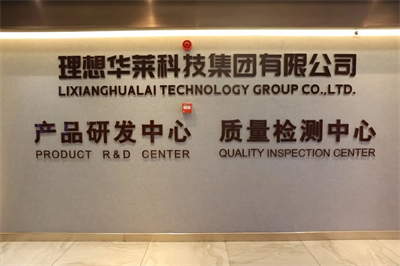 理想华莱科技集团有限公司
LIXIANGHUALAI TECHNOLOGY GROUP CO.,LTD.
产品研发中心 质量检测中心
PRODUCT R&D CENTER QUALITY INSPECTION CENTER